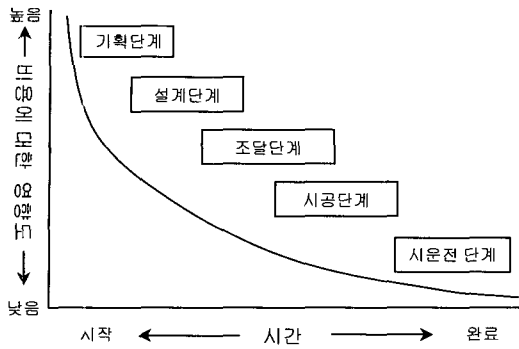 높음
기획단계
설계단계
조달단계
시공단계
시운전 단계
비용에 대한 영향도
낮음
시작
시간
완료